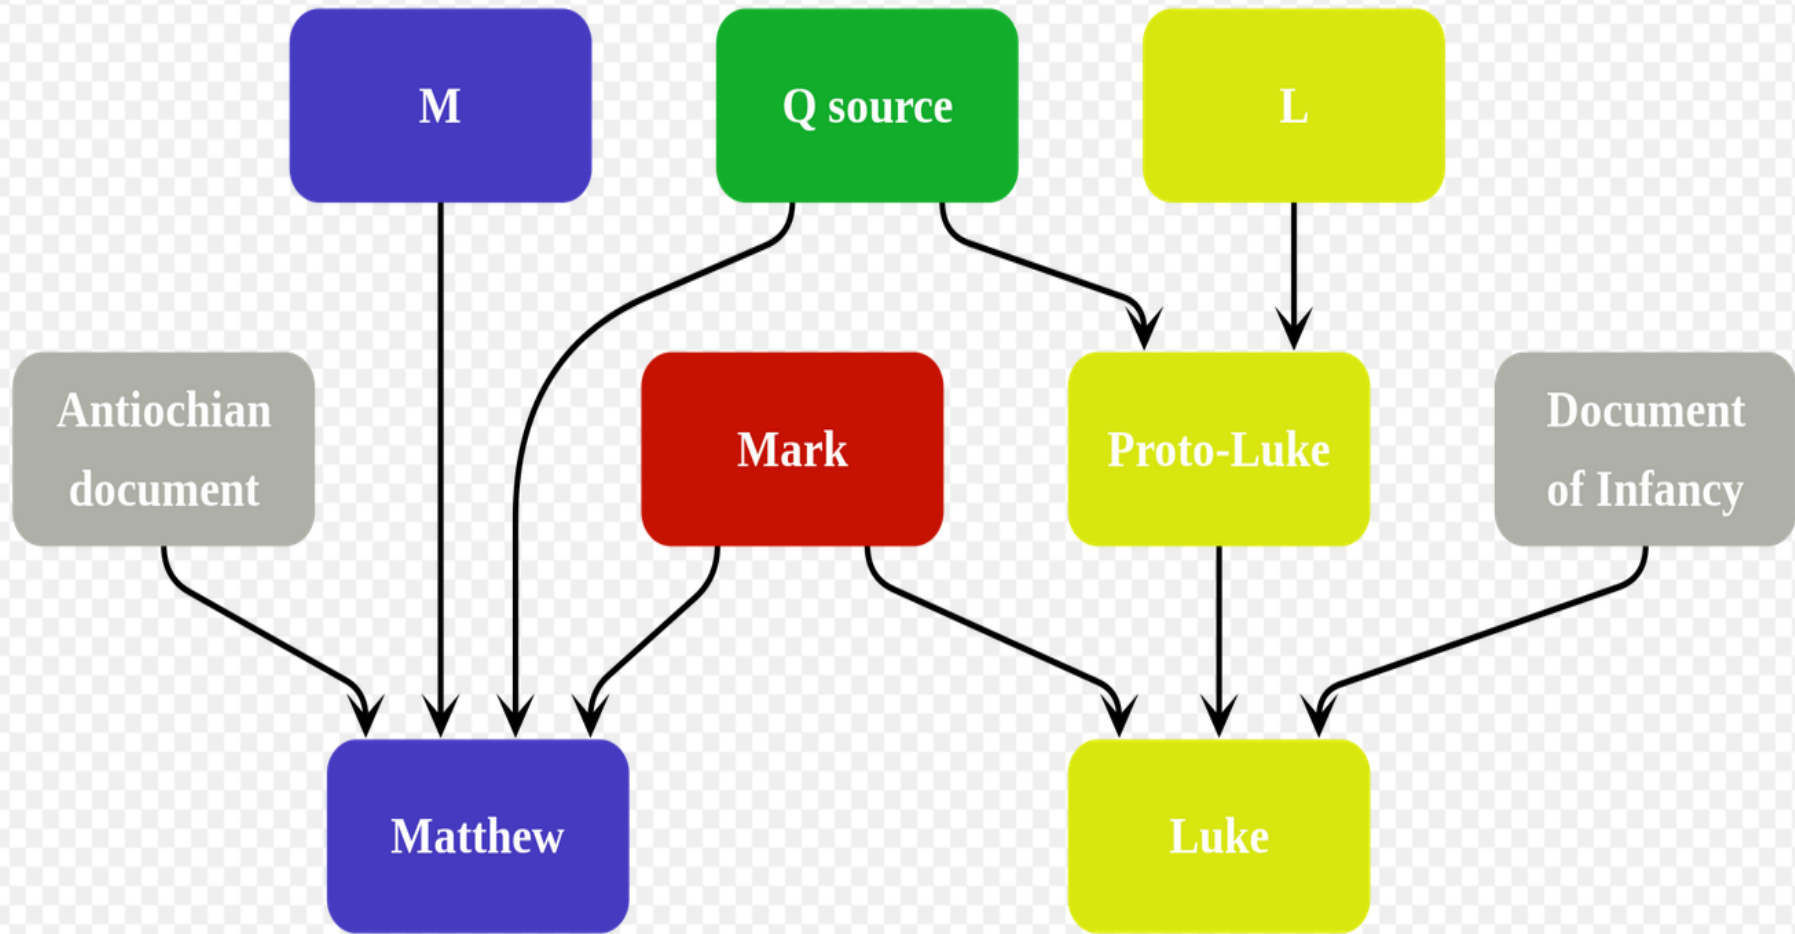 M
Q source
L
Antiochian
document
Mark
Proto-Luke
Document
of Infancy
Matthew
Luke